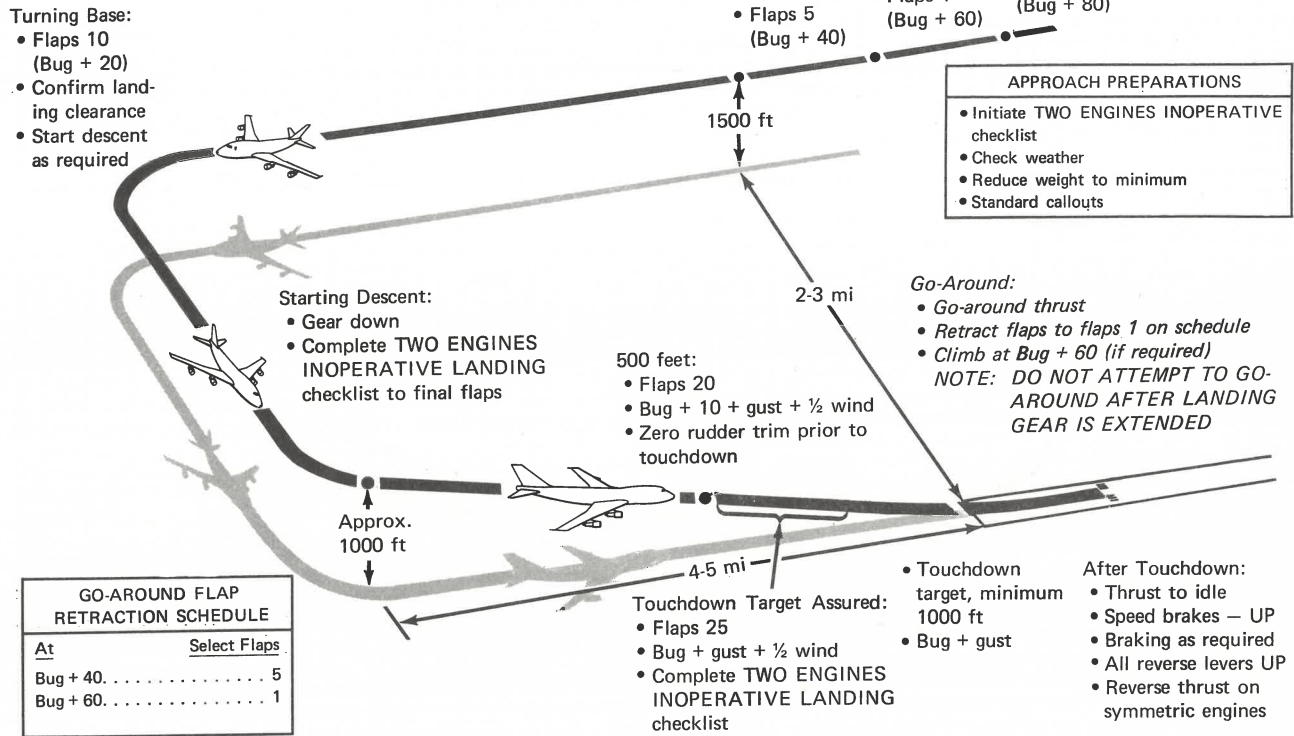 Turning Base:
• Flaps 10
(Bug + 20)
• Confirm land-
ing clearance
• Start descent
as required
• Flaps 5
(Bug + 40)
(Bug + 60)
(Bug + 80)
1500 ft
APPROACH PREPARATIONS
• Initiate TWO ENGINES INOPERATIVE
checklist
• Check weather
• Reduce weight to minimum
• Standard callouts
2-3 mi
Starting Descent:
• Gear down
• Complete TWO ENGINES
INOPERATIVE LANDING
checklist to final flaps
Go-Around:
• Go-around thrust
• Retract flaps to flaps 1 on schedule
• Climb at Bug + 60 (if required)
NOTE: DO NOT ATTEMPT TO GO-
AROUND AFTER LANDING
GEAR IS EXTENDED
500 feet:
• Flaps 20
• Bug + 10 + gust + ½ wind
• Zero rudder trim prior to
touchdown
Approx.
1000 ft
4-5 mi
GO-AROUND FLAP
RETRACTION SCHEDULE
At Select Flaps
Bug + 40. . . . . . . . . . . . . . . 5
Bug + 60. . . . . . . . . . . . . . . 1
Touchdown Target Assured:
• Flaps 25
• Bug + gust + ½ wind
• Complete TWO ENGINES
INOPERATIVE LANDING
checklist
• Touchdown
target, minimum
1000 ft
• Bug + gust
After Touchdown:
• Thrust to idle
• Speed brakes — UP
• Braking as required
• All reverse levers UP
• Reverse thrust on
symmetric engines